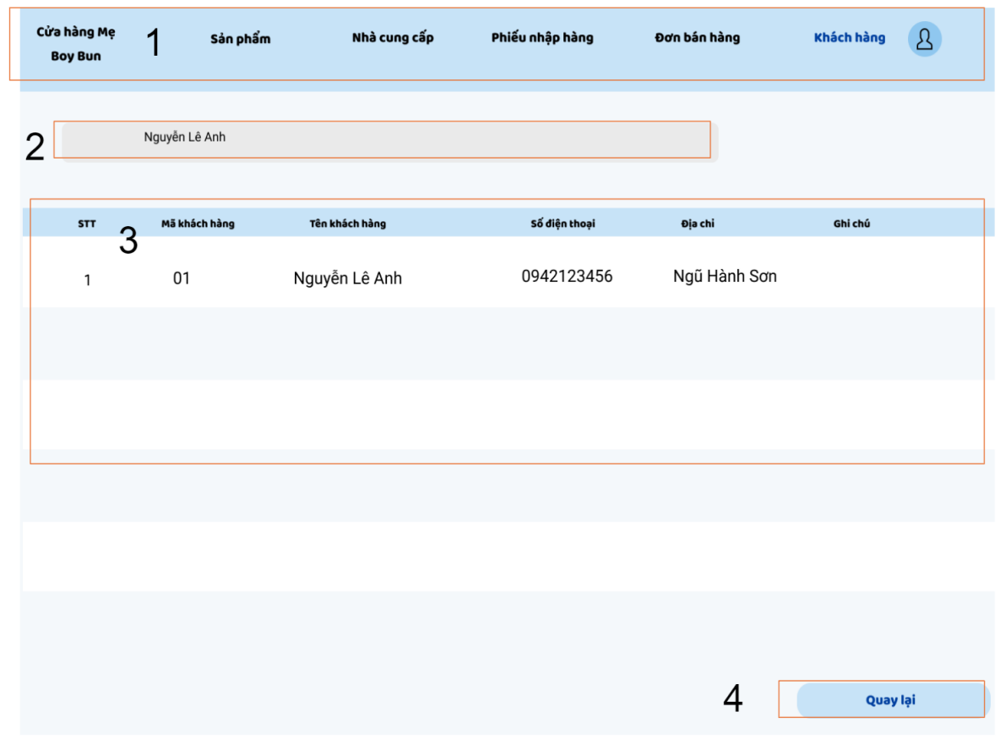 Cửa hàng Mẹ Boy Bun
1
Sản phẩm
Nhà cung cấp
Phiếu nhập hàng
Đơn bán hàng
Khách hàng
2
Nguyễn Lê Anh
STT
Mã khách hàng
Tên khách hàng
Số điện thoại
Địa chỉ
Ghi chú
3
1
01
Nguyễn Lê Anh
0942123456
Ngũ Hành Sơn
4
Quay lại